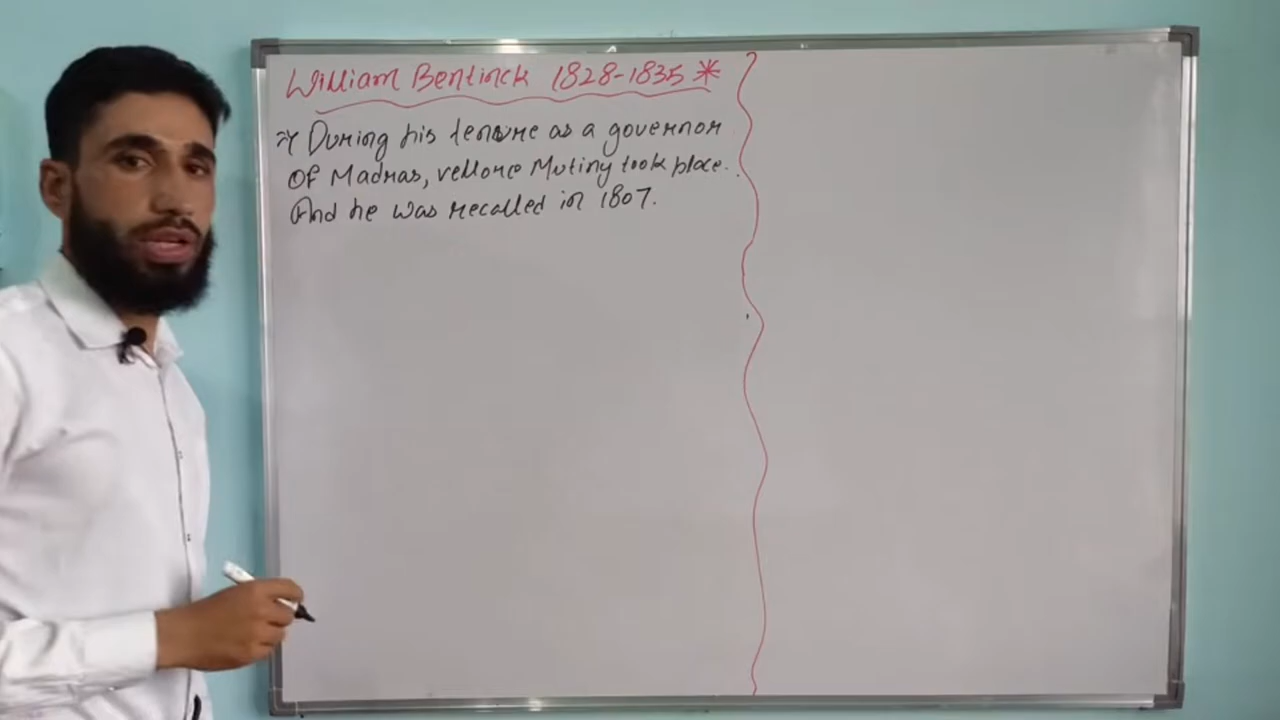 William Bentinck 1828-1835 *
* During his tenure as a governor
Of Madras, vellore Mutiny took place.
And he was recalled in 1807.